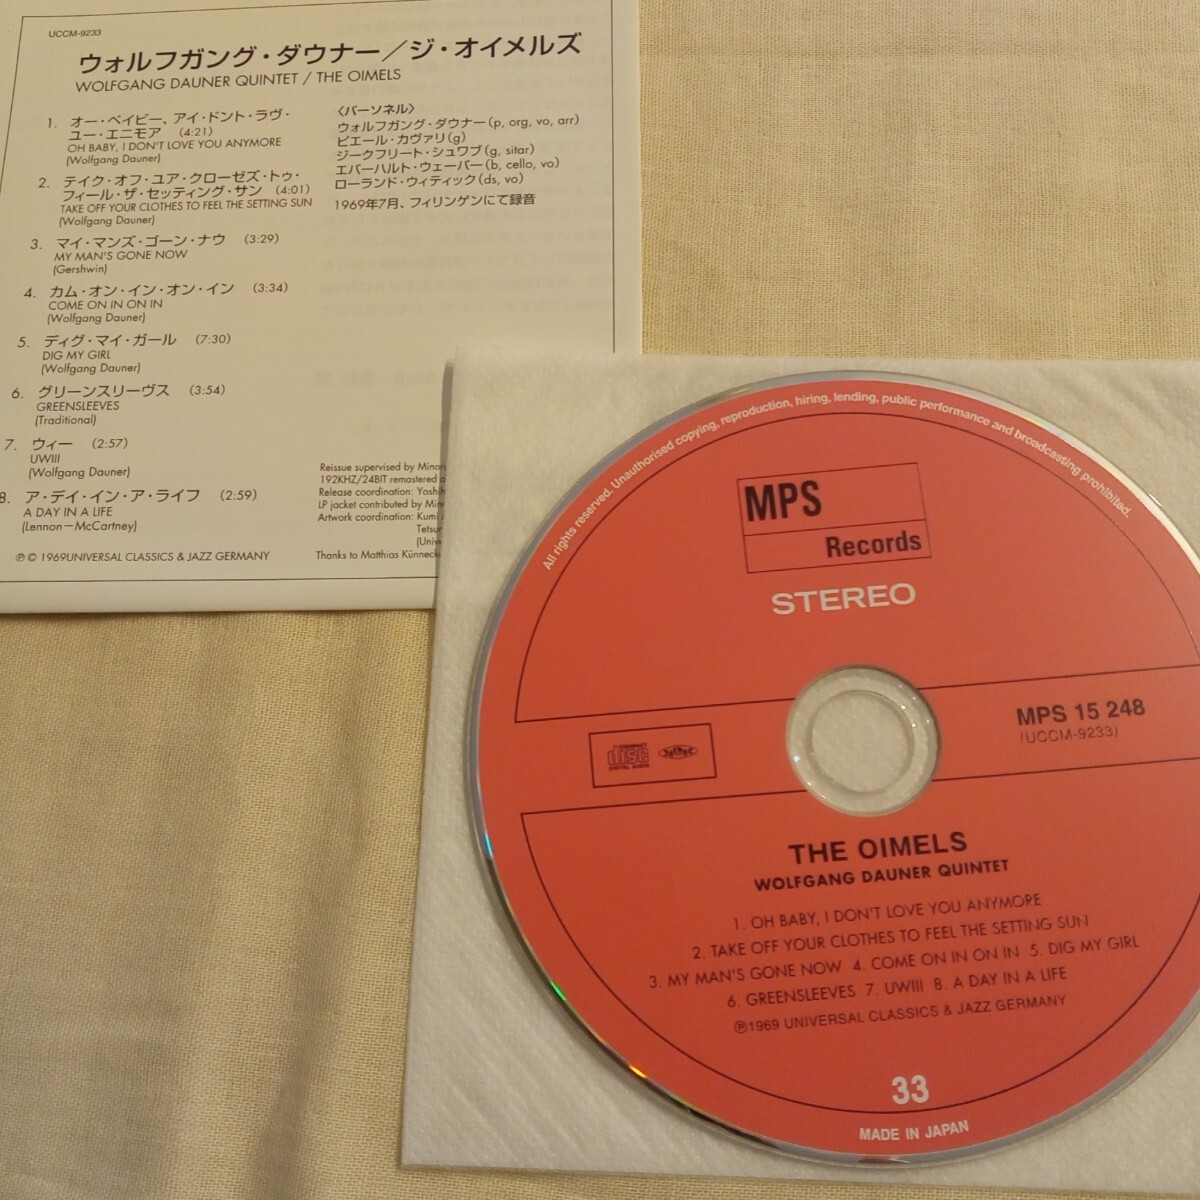 UCCM-9233
ウォルフガング・ダウナー／ジ・オイメルズ
WOLFGANG DAUNER QUINTET / THE OIMELS
1. オー・ベイビー、アイ・ドント・ラヴ・
ユー・エニモア (4:21)
OH BABY, I DON'T LOVE YOU ANYMORE
(Wolfgang Dauner)
2. テイク・オフ・ユア・クローゼズ・トゥ・
フィール・ザ・セッティング・サン (4:01)
TAKE OFF YOUR CLOTHES TO FEEL THE SETTING SUN
(Wolfgang Dauner)
3. マイ・マンズ・ゴーン・ナウ (3:29)
MY MAN'S GONE NOW
(Gershwin)
4. カム・オン・イン・オン・イン (3:34)
COME ON IN ON IN
(Wolfgang Dauner)
5. ディグ・マイ・ガール (7:30)
DIG MY GIRL
(Wolfgang Dauner)
6. グリーンスリーヴス (3:54)
GREENSLEEVES
(Traditional)
7. ウィー (2:57)
UWIII
(Wolfgang Dauner)
8. ア・デイ・イン・ア・ライフ (2:59)
A DAY IN A LIFE
(Lennon－McCartney)
℗ © 1969UNIVERSAL CLASSICS & JAZZ GERMANY
〈パーソネル〉
ウォルフガング・ダウナー(p, org, vo, arr)
ピエール・カヴァリ(g)
ジークフリート・シュワブ(g, sitar)
エバーハルト・ウェーバー(b, cello, vo)
ローランド・ウィティック(ds, vo)
1969年7月、フィリンゲンにて録音
Reissue supervised by Minoru
192KHZ/24BIT remastered
Release coordination: Yoshih
LP jacket contributed by Min
Artwork coordination: Kumi
Tetsur
(Univ
Thanks to Matthias Künneck
All rights reserved. Unauthorised copying, reproduction, hiring, lending, public performance and broadcasting prohibited.
MPS
Records
STEREO
MPS 15 248
(UCCM-9233)
COMPACT
disc
DIGITAL AUDIO
THE OIMELS
WOLFGANG DAUNER QUINTET
1. OH BABY, I DON'T LOVE YOU ANYMORE
2. TAKE OFF YOUR CLOTHES TO FEEL THE SETTING SUN
3. MY MAN'S GONE NOW 4. COME ON IN ON IN 5. DIG MY GIRL
6. GREENSLEEVES 7. UWIII 8. A DAY IN A LIFE
℗1969 UNIVERSAL CLASSICS & JAZZ GERMANY
33
MADE IN JAPAN